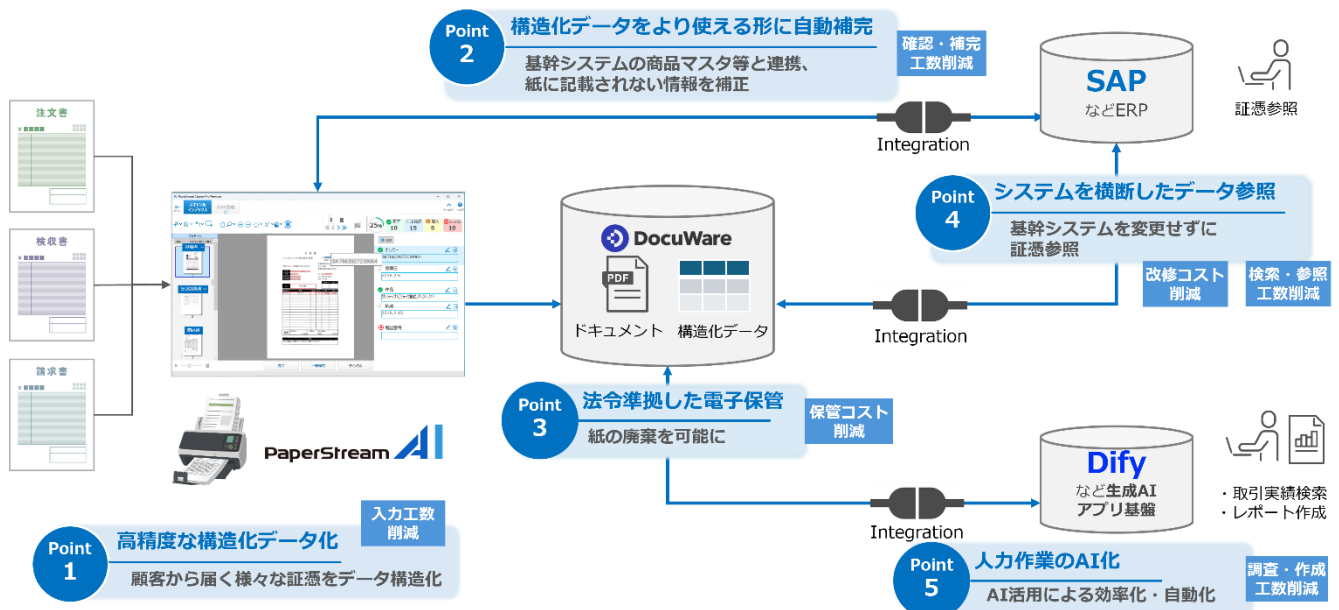 Point
2
構造化データをより使える形に自動補完
基幹システムの商品マスタ等と連携、
紙に記載されない情報を補正
確認・補完
工数削減
SAP
などERP
証憑参照
Integration
注文書
検収書
請求書
DocuWare
PDF
ドキュメント
構造化データ
Point
4
システムを横断したデータ参照
基幹システムを変更せずに
証憑参照
改修コスト
削減
検索・参照
工数削減
Integration
PaperStream AI
Point
3
法令準拠した電子保管
紙の廃棄を可能に
保管コスト
削減
Dify
など生成AI
アプリ基盤
・取引実績検索
・レポート作成
Integration
入力工数
削減
Point
1
高精度な構造化データ化
顧客から届く様々な証憑をデータ構造化
Point
5
人力作業のAI化
AI活用による効率化・自動化
調査・作成
工数削減